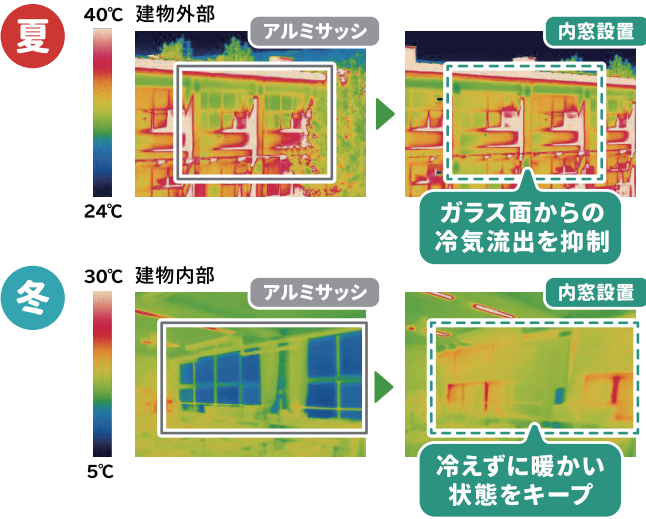 夏
40℃
24℃
建物外部
アルミサッシ
内窓設置
ガラス面からの
冷気流出を抑制
冬
30℃
5℃
建物内部
アルミサッシ
内窓設置
冷えずに暖かい
状態をキープ